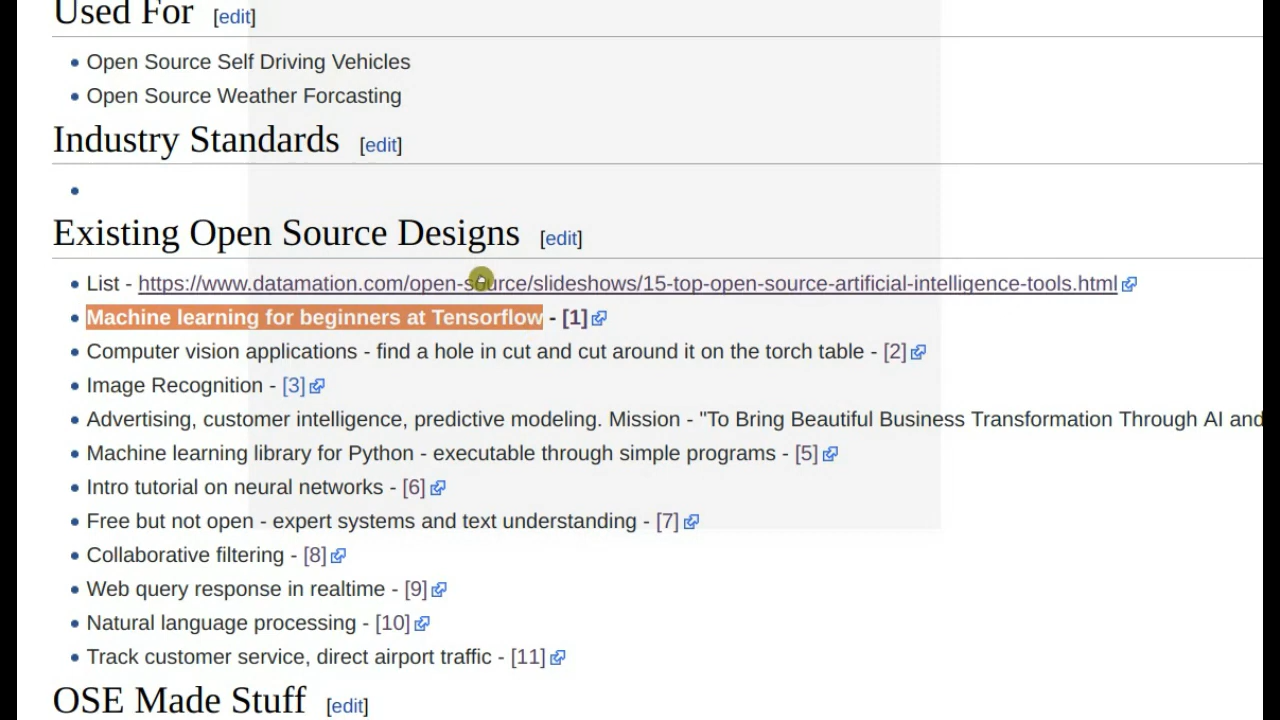 Used For [edit]
Open Source Self Driving Vehicles
Open Source Weather Forcasting
Industry Standards [edit]
Existing Open Source Designs [edit]
List - https://www.datamation.com/open-source/slideshows/15-top-open-source-artificial-intelligence-tools.html
Machine learning for beginners at Tensorflow - [1]
Computer vision applications - find a hole in cut and cut around it on the torch table - [2]
Image Recognition - [3]
Advertising, customer intelligence, predictive modeling. Mission - "To Bring Beautiful Business Transformation Through AI and
Machine learning library for Python - executable through simple programs - [5]
Intro tutorial on neural networks - [6]
Free but not open - expert systems and text understanding - [7]
Collaborative filtering - [8]
Web query response in realtime - [9]
Natural language processing - [10]
Track customer service, direct airport traffic - [11]
OSE Made Stuff [edit]